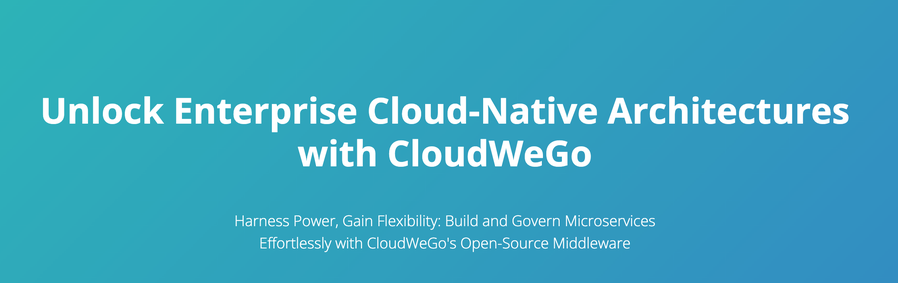 Unlock Enterprise Cloud-Native Architectures
with CloudWeGo
Harness Power, Gain Flexibility: Build and Govern Microservices
Effortlessly with CloudWeGo's Open-Source Middleware